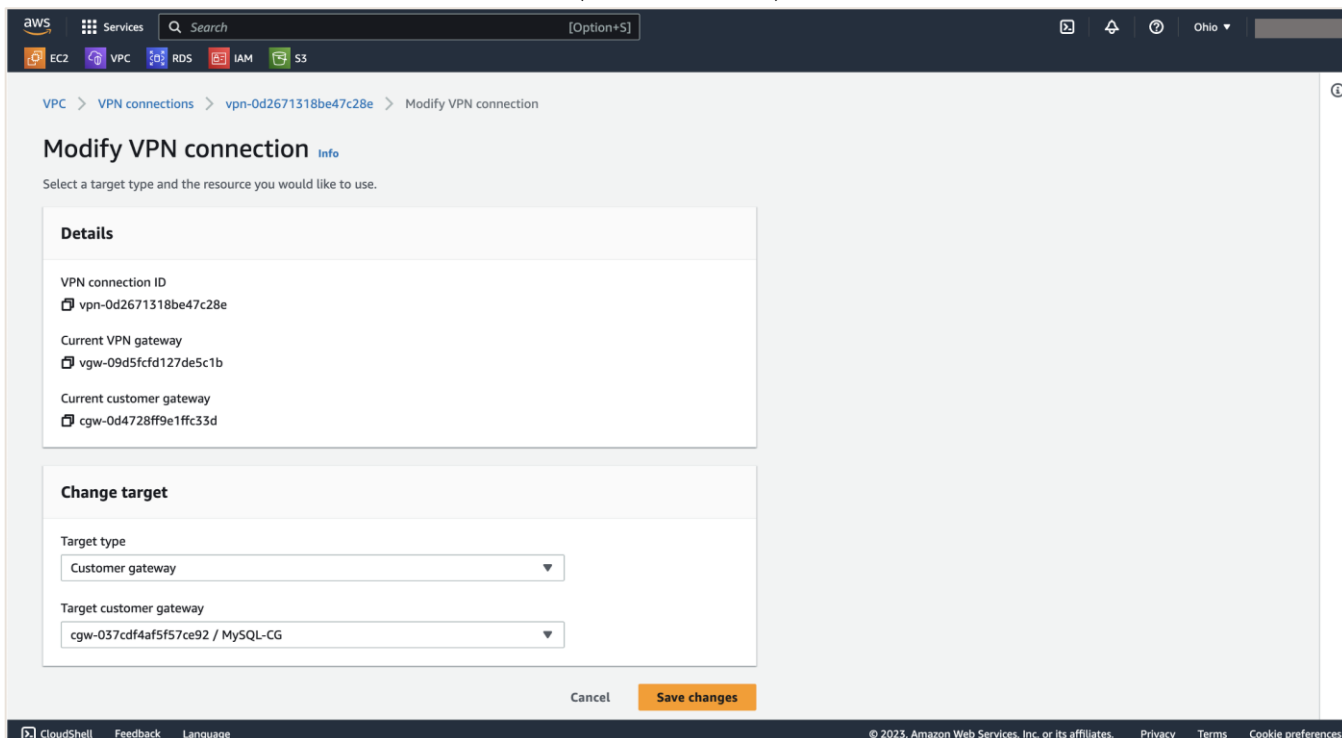 aws Services Search [Option+S] Ohio
EC2 VPC RDS IAM S3
VPC > VPN connections > vpn-0d2671318be47c28e > Modify VPN connection
Modify VPN connection Info
Select a target type and the resource you would like to use.
Details
VPN connection ID
vpn-0d2671318be47c28e
Current VPN gateway
vgw-09d5fcfd127de5c1b
Current customer gateway
cgw-0d4728ff9e1ffc33d
Change target
Target type
Customer gateway
Target customer gateway
cgw-037cdf4af5f57ce92 / MySQL-CG
Cancel Save changes
CloudShell Feedback Language © 2023, Amazon Web Services, Inc. or its affiliates. Privacy Terms Cookie preferences